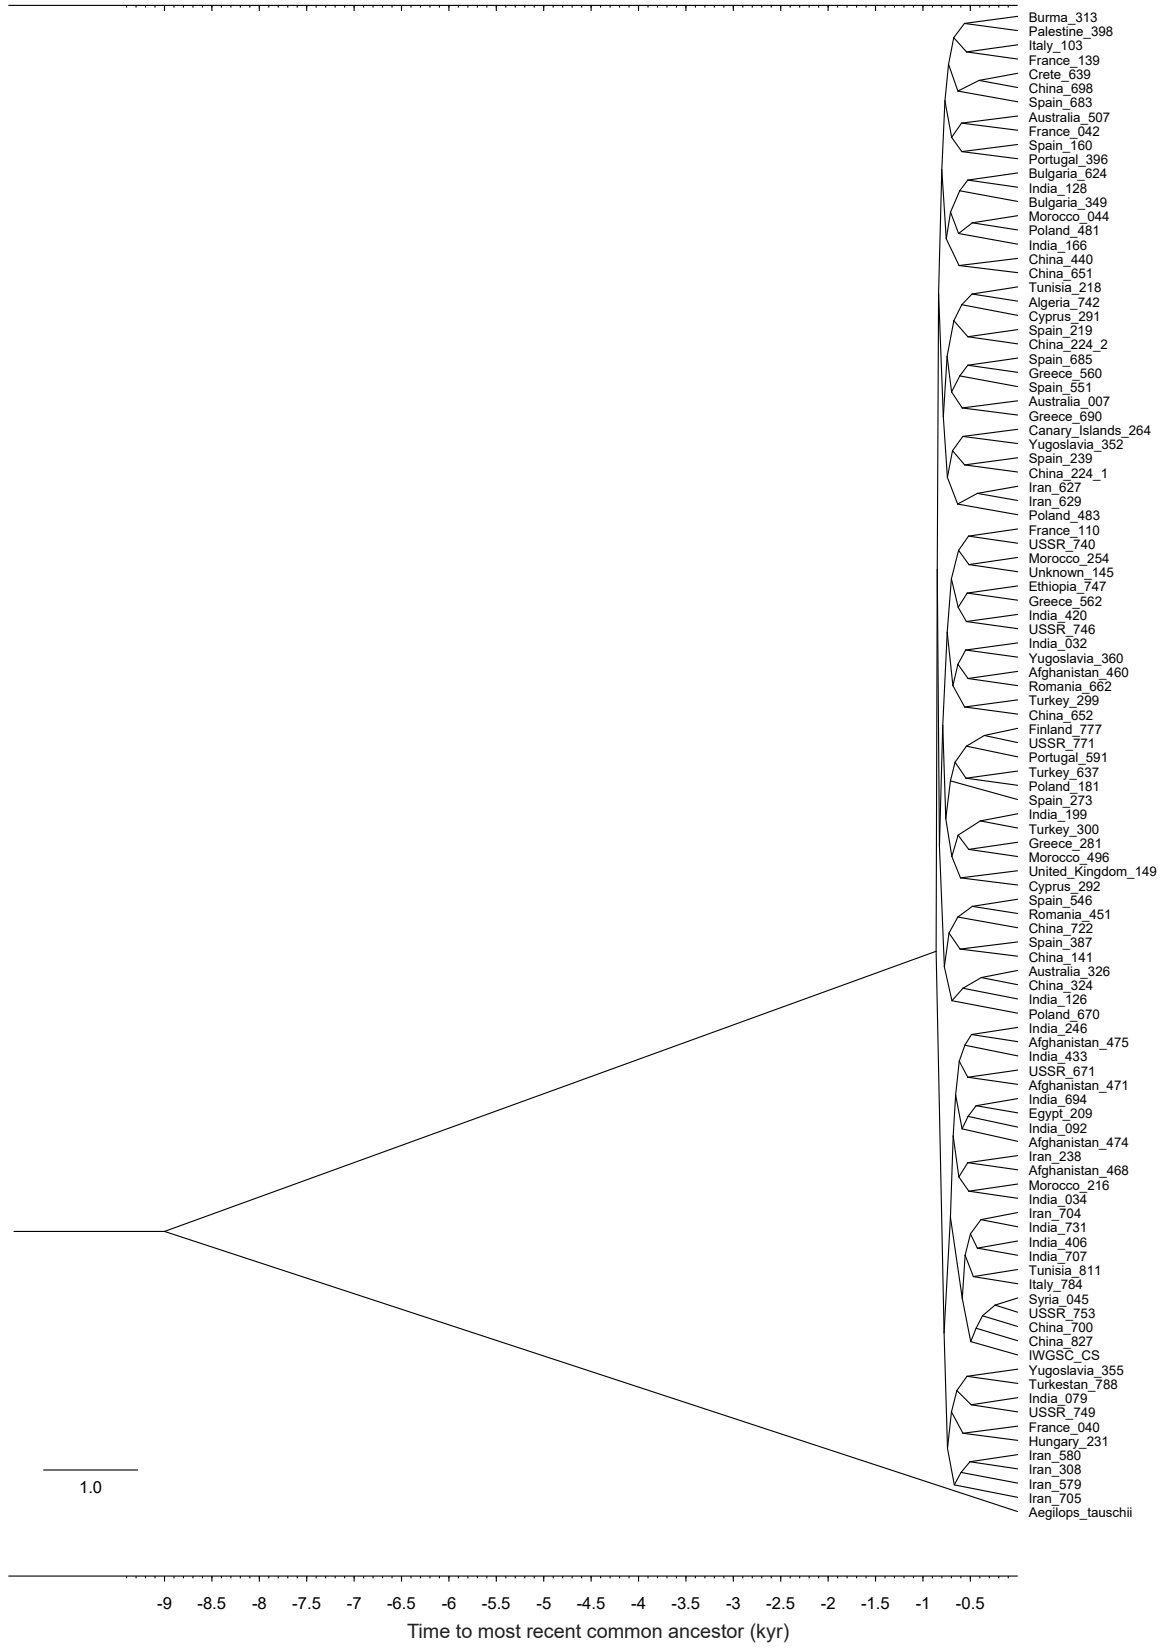 Burma_313
Palestine_398
Italy_103
France_139
Crete_639
China_698
Spain_683
Australia_507
France_042
Spain_160
Portugal_396
Bulgaria_624
India_128
Bulgaria_349
Morocco_044
Poland_481
India_166
China_440
China_651
Tunisia_218
Algeria_742
Cyprus_291
Spain_219
China_224_2
Spain_685
Greece_560
Spain_551
Australia_007
Greece_690
Canary_Islands_264
Yugoslavia_352
Spain_239
China_224_1
Iran_627
Iran_629
Poland_483
France_110
USSR_740
Morocco_254
Unknown_145
Ethiopia_747
Greece_562
India_420
USSR_746
India_032
Yugoslavia_360
Afghanistan_460
Romania_662
Turkey_299
China_652
Finland_777
USSR_771
Portugal_591
Turkey_637
Poland_181
Spain_273
India_199
Turkey_300
Greece_281
Morocco_496
United_Kingdom_149
Cyprus_292
Spain_546
Romania_451
China_722
Spain_387
China_141
Australia_326
China_324
India_126
Poland_670
India_246
Afghanistan_475
India_433
USSR_671
Afghanistan_471
India_694
Egypt_209
India_092
Afghanistan_474
Iran_238
Afghanistan_468
Morocco_216
India_034
Iran_704
India_731
India_406
India_707
Tunisia_811
Italy_784
Syria_045
USSR_753
China_700
China_827
IWGSC_CS
Yugoslavia_355
Turkestan_788
India_079
USSR_749
France_040
Hungary_231
Iran_580
Iran_308
Iran_579
Iran_705
Aegilops_tauschii
1.0
-9 -8.5 -8 -7.5 -7 -6.5 -6 -5.5 -5 -4.5 -4 -3.5 -3 -2.5 -2 -1.5 -1 -0.5
Time to most recent common ancestor (kyr)